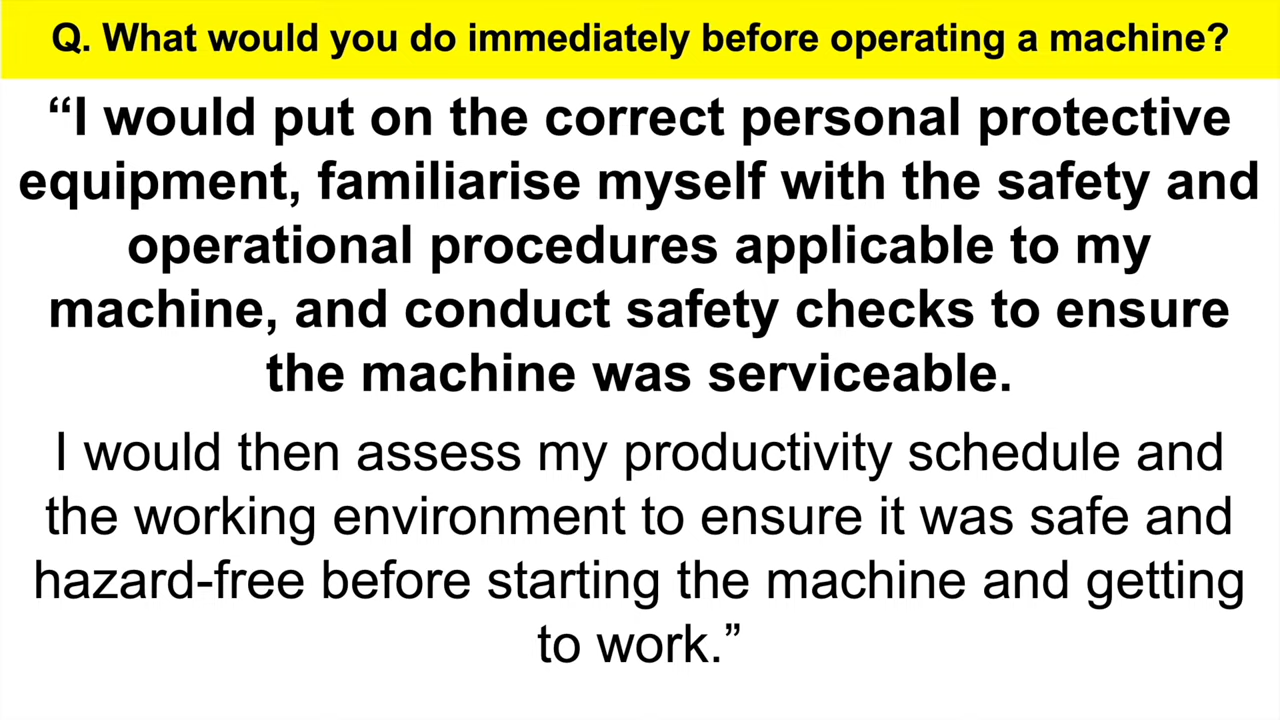 Q. What would you do immediately before operating a machine?
“I would put on the correct personal protective
equipment, familiarise myself with the safety and
operational procedures applicable to my
machine, and conduct safety checks to ensure
the machine was serviceable.
I would then assess my productivity schedule and
the working environment to ensure it was safe and
hazard-free before starting the machine and getting
to work.”